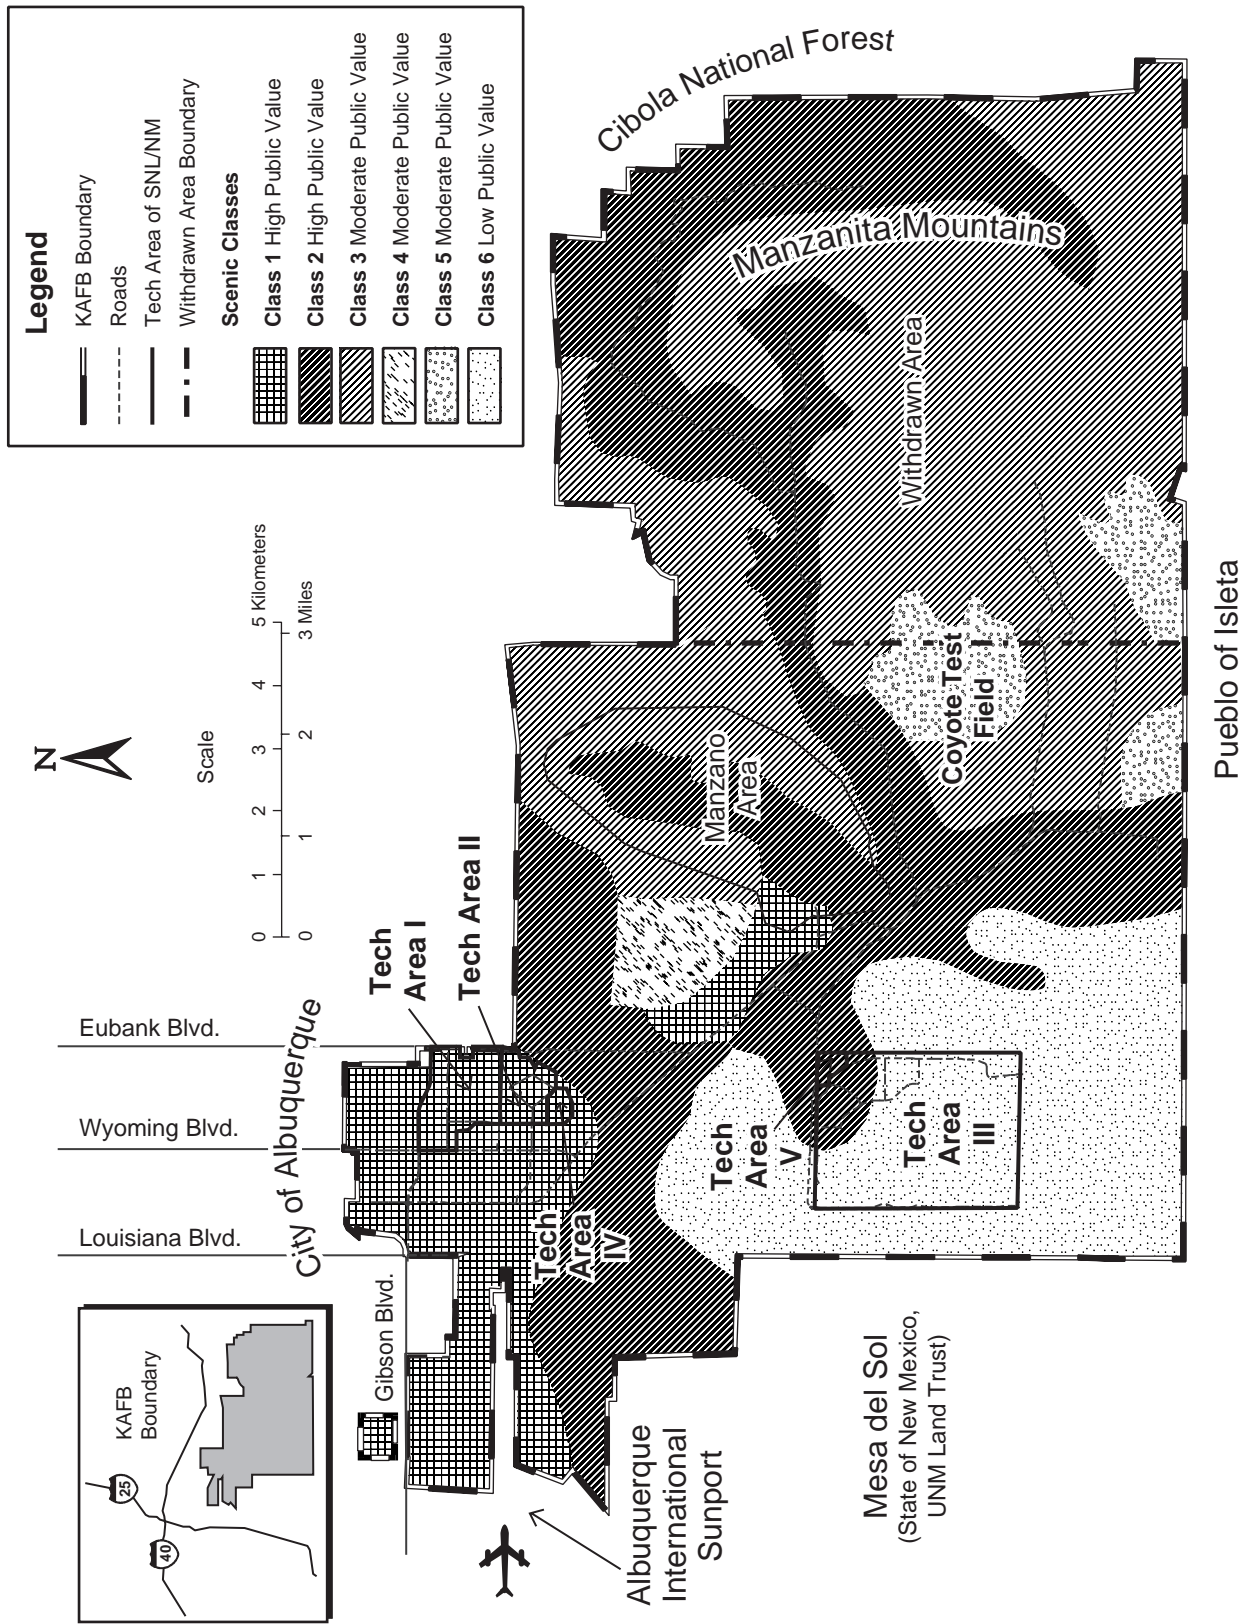 Legend
KAFB Boundary
Roads
Tech Area of SNL/NM
Withdrawn Area Boundary
Scenic Classes
Class 1 High Public Value
Class 2 High Public Value
Class 3 Moderate Public Value
Class 4 Moderate Public Value
Class 5 Moderate Public Value
Class 6 Low Public Value
N
Scale
0 1 2 3 4 5 Kilometers
0 1 2 3 Miles
KAFB
Boundary
25
40
Louisiana Blvd.
Wyoming Blvd.
Eubank Blvd.
City of Albuquerque
Gibson Blvd.
Tech
Area I
Tech Area II
Tech
Area
IV
Albuquerque
International
Sunport
Manzano
Area
Cibola National Forest
Manzanita Mountains
Withdrawn Area
Coyote Test
Field
Tech
Area
V
Tech
Area
III
Mesa del Sol
(State of New Mexico,
UNM Land Trust)
Pueblo of Isleta